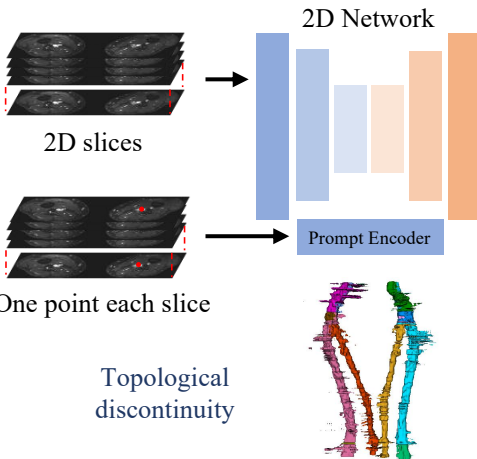 2D Network
2D slices
Prompt Encoder
One point each slice
Topological
discontinuity